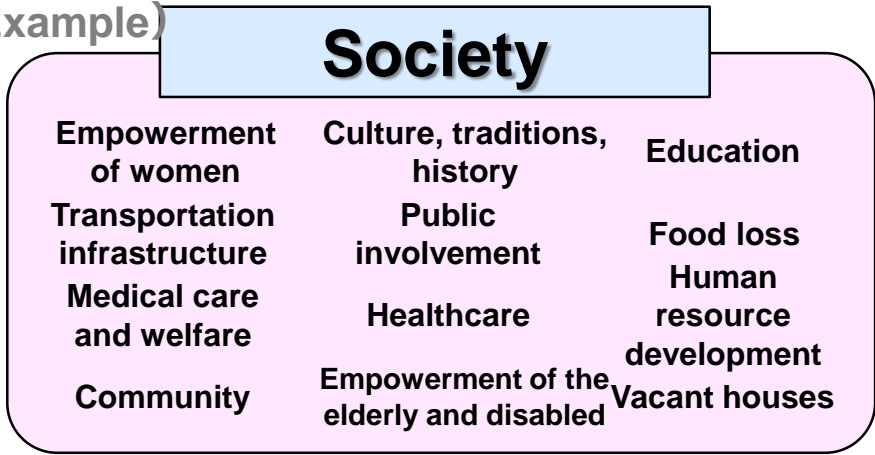 Example)
Society
Empowerment
of women
Culture, traditions,
history
Education
Transportation
infrastructure
Public
involvement
Food loss
Medical care
and welfare
Healthcare
Human
resource
development
Community
Empowerment of the
elderly and disabled
Vacant houses